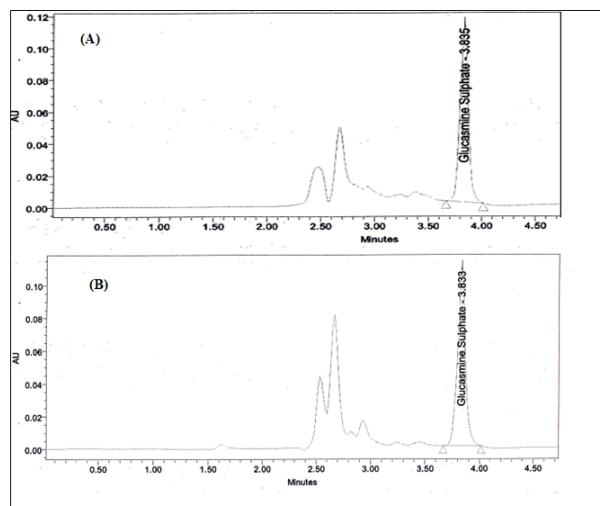 (A)
0.12
0.10
0.08
0.06
0.04
0.02
0.00
AU
Glucasmine Sulphate - 3.835
0.50 1.00 1.50 2.00 2.50 3.00 3.50 4.00 4.50
Minutes
(B)
0.10
0.08
0.06
0.04
0.02
0.00
AU
Glucasmine.Sulphate - 3.833
0.50 1.00 1.50 2.00 2.50 3.00 3.50 4.00 4.50
Minutes